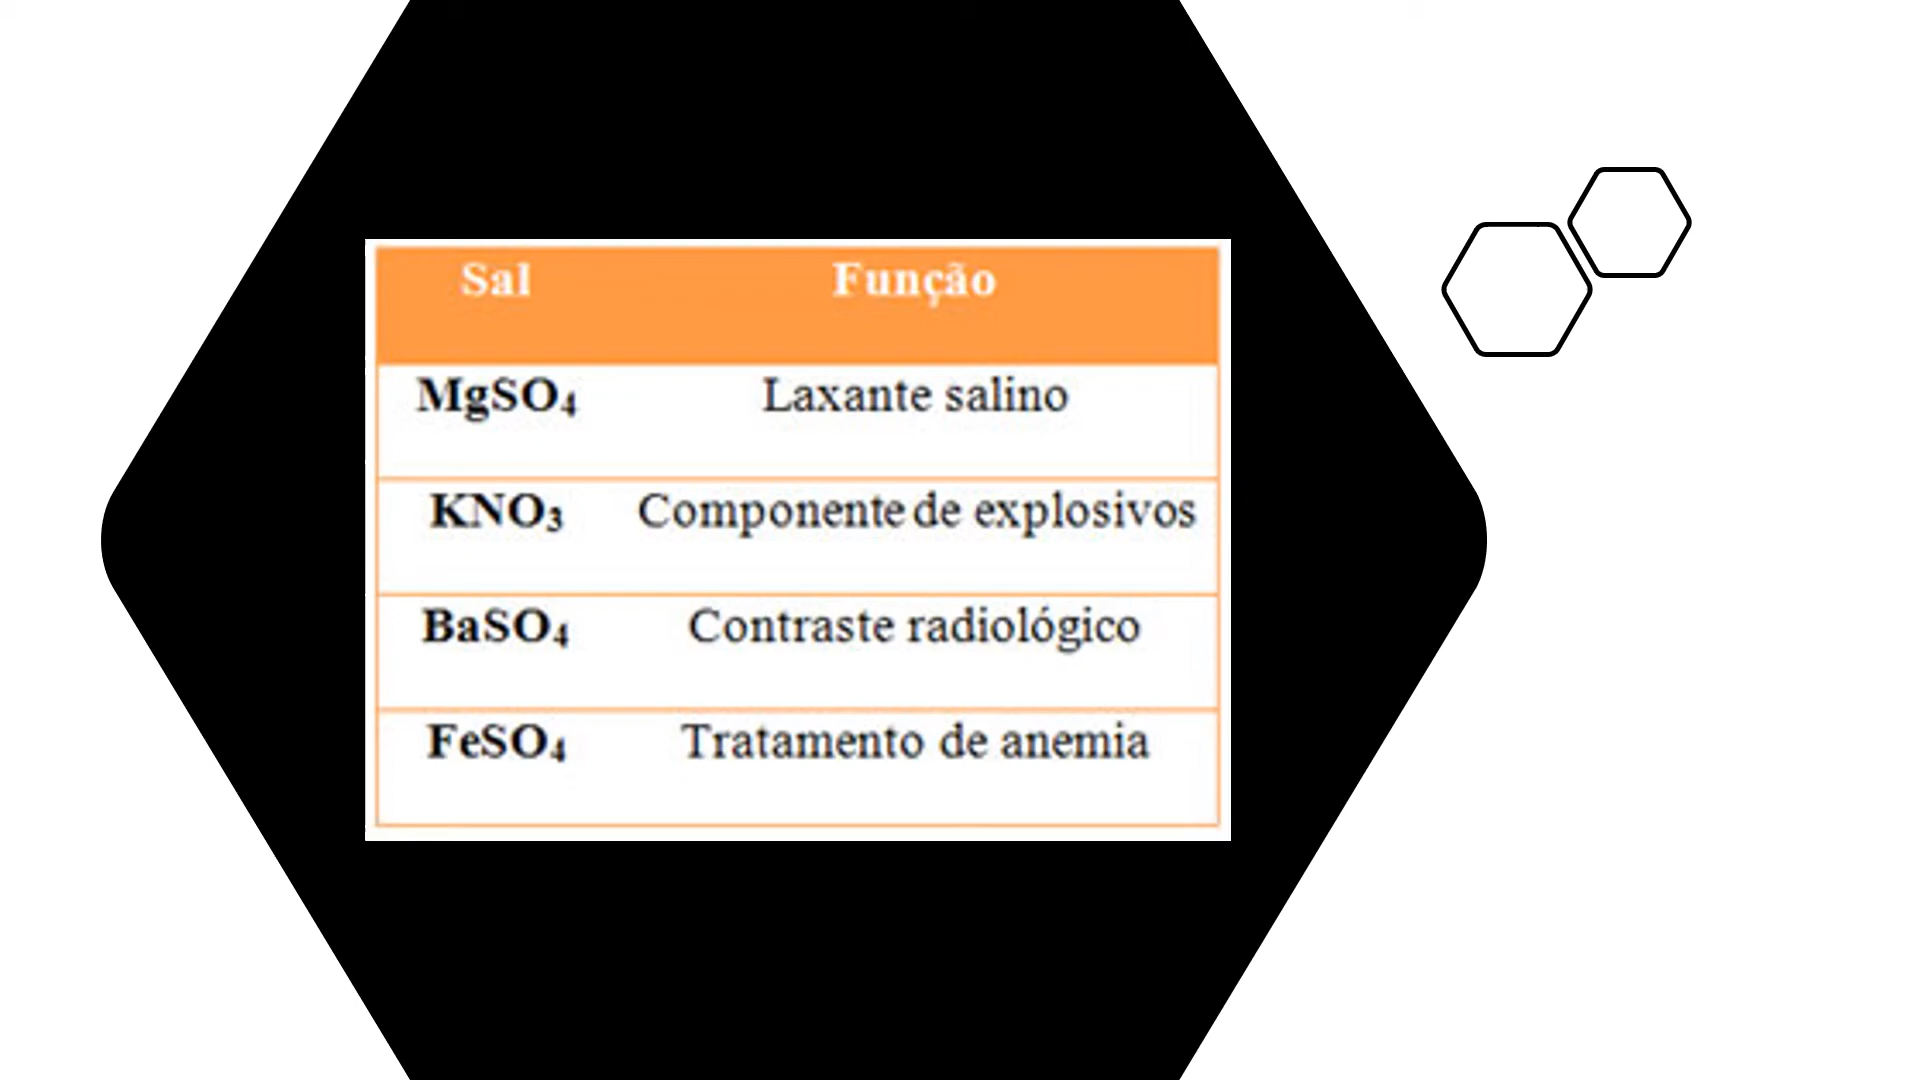 Sal Função
MgSO₄ Laxante salino
KNO₃ Componente de explosivos
BaSO₄ Contraste radiológico
FeSO₄ Tratamento de anemia